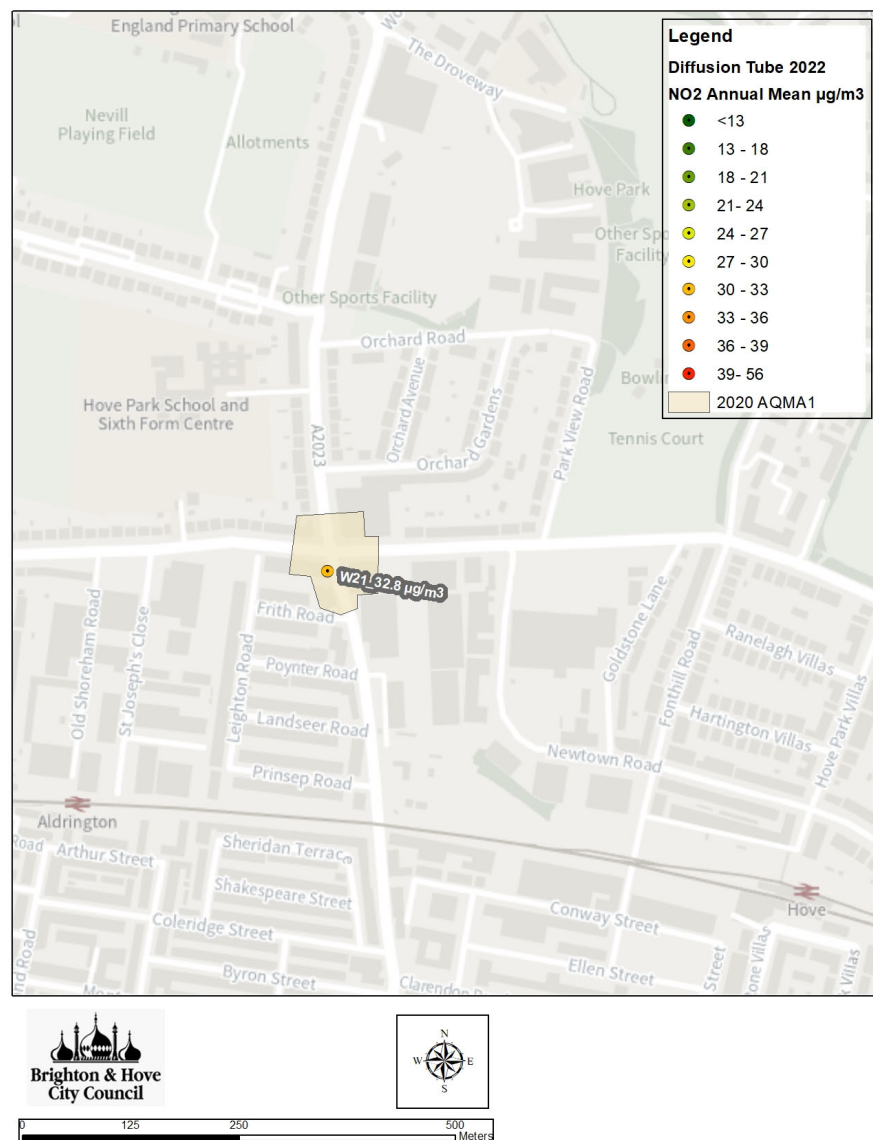 England Primary School
The Droveway
Nevill
Playing Field
Allotments
Hove Park
Other Sports Facility
Orchard Road
Orchard Avenue
Orchard Gardens
Park View Road
Hove Park School and
Sixth Form Centre
A2023
Tennis Court
W21_32.8 µg/m3
Frith Road
Poynter Road
Leighton Road
Landseer Road
Prinsep Road
Old Shoreham Road
St Joseph's Close
Goldstone Lane
Fonthill Road
Ranelagh Villas
Hartington Villas
Hove Park Villas
Newtown Road
Aldrington
Road
Arthur Street
Sheridan Terrac
Shakespeare Street
Coleridge Street
Byron Street
Conway Street
Ellen Street
Hove
Street
Villas
Legend
Diffusion Tube 2022
NO2 Annual Mean µg/m3
<13
13 - 18
18 - 21
21- 24
24 - 27
27 - 30
30 - 33
33 - 36
36 - 39
39- 56
2020 AQMA1
Brighton & Hove
City Council
N
W E
S
0 125 250 500
Meters